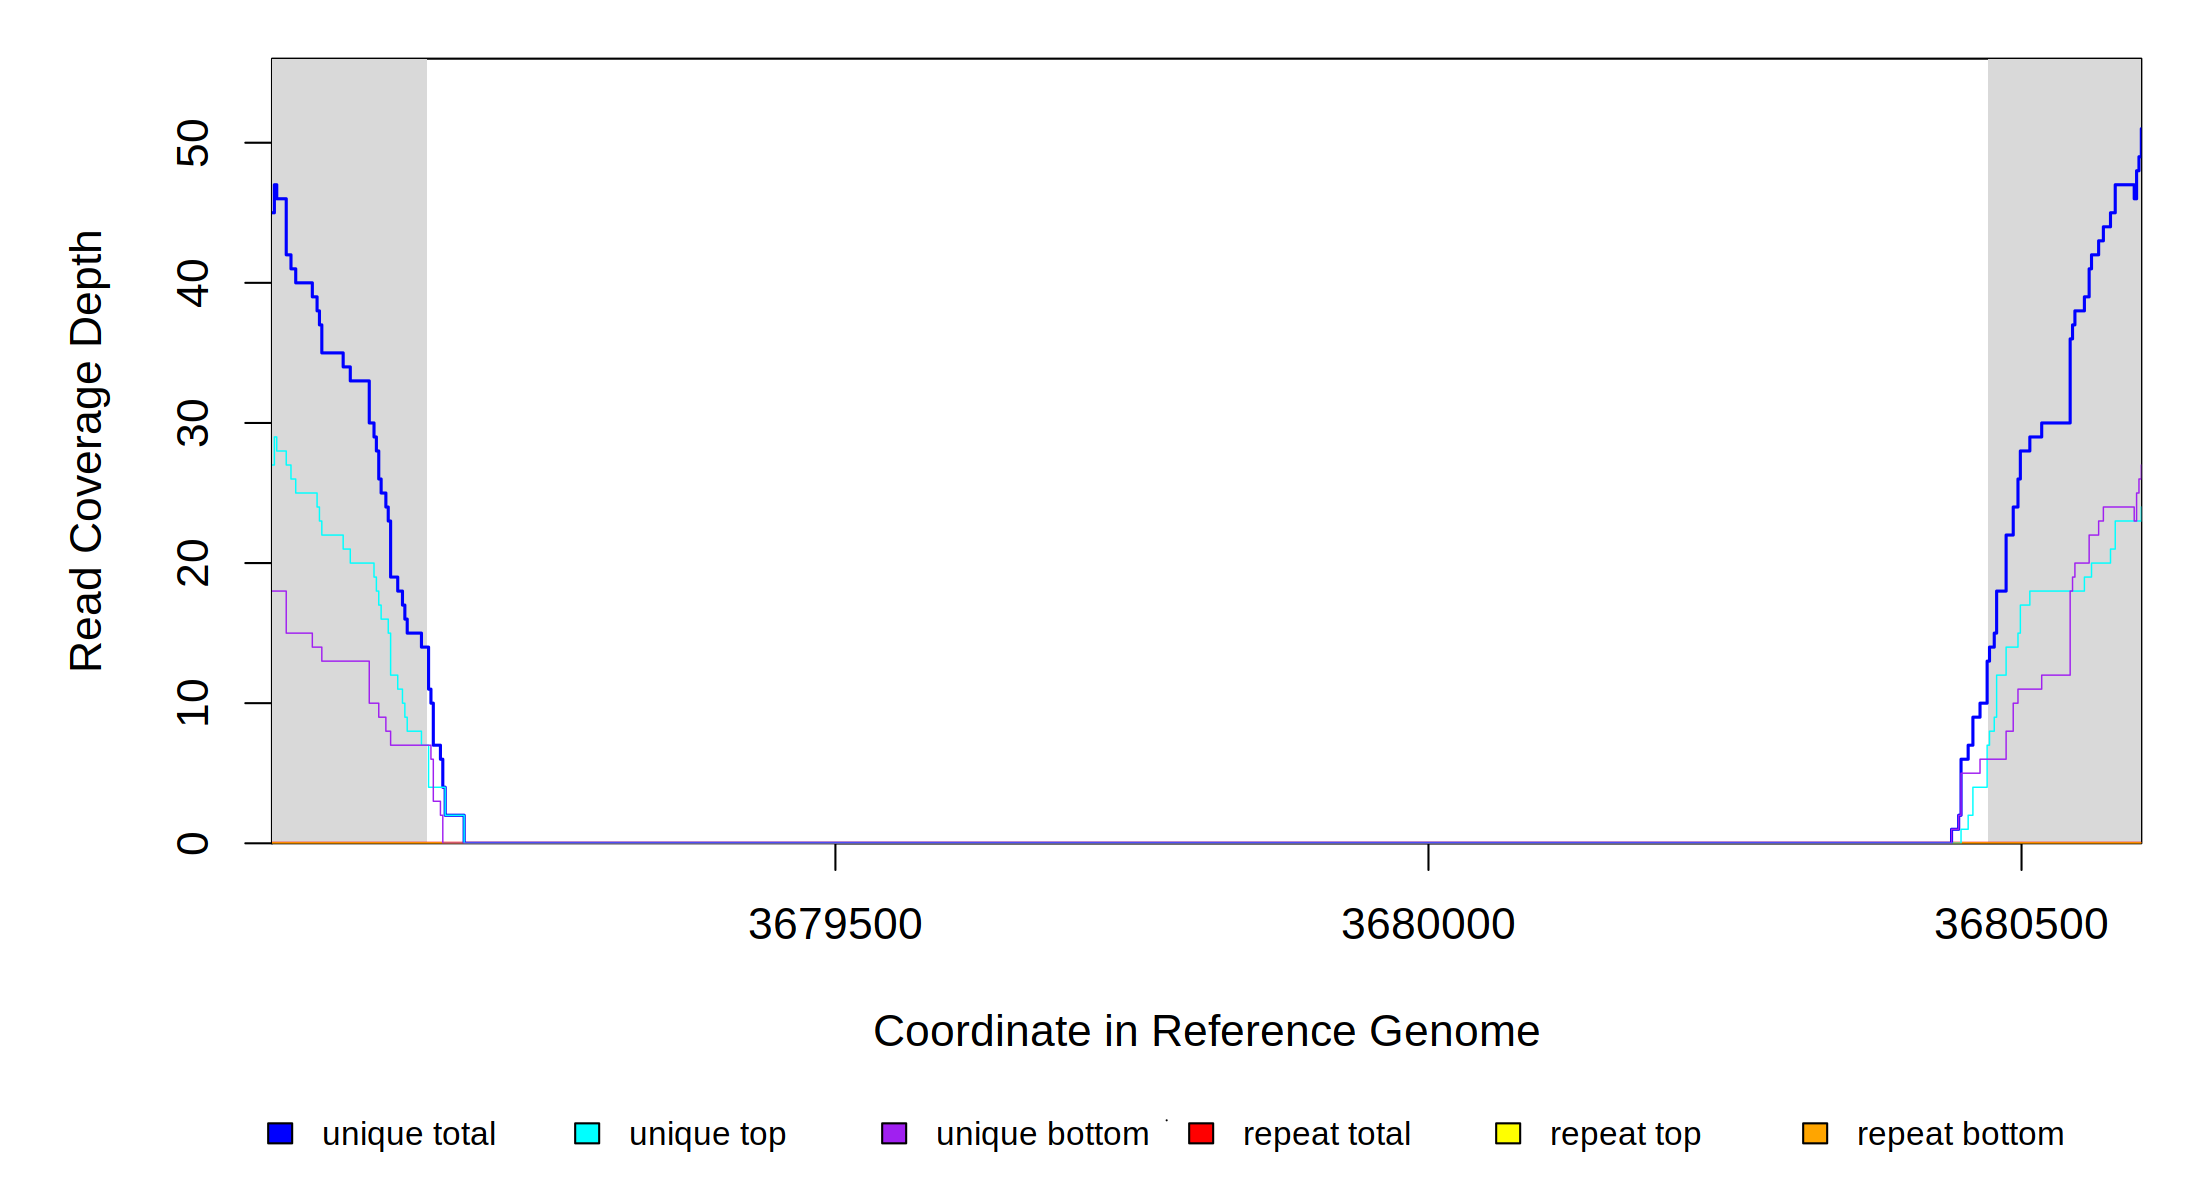 50
40
30
20
10
0
Read Coverage Depth
3679500 3680000 3680500
Coordinate in Reference Genome
unique total unique top unique bottom repeat total repeat top repeat bottom